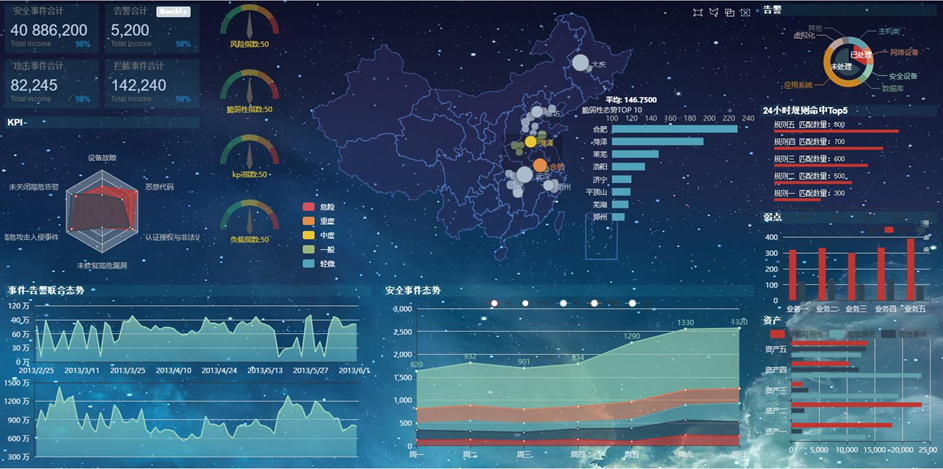 安全事件合计
40 886,200
Total income 98%
告警合计 Monthly
5,200
Total income 98%
攻击事件合计
82,245
Total income 98%
拦截事件合计
142,240
Total income 98%
风险指数:50
脆弱性指数:50
kpi指数:50
负载指数:50
KPI
设备故障
恶意代码
认证授权与非法访
未修复高危漏洞
高危攻击入侵事件
未关闭高危告警
危险
重度
中度
一般
轻微
大庆
菏泽
合肥
武汉
平均: 146.7500
脆弱性态势TOP 10
100 120 140 160 180 200 220 240
合肥
菏泽
莱芜
洛阳
济宁
平顶山
芜湖
郑州
告警
其他
虚拟化
主机类
网络设备
安全设备
数据库
应用系统
已处理
未处理
24小时规则命中Top5
规则五 匹配数量: 800
规则四 匹配数量: 700
规则三 匹配数量: 600
规则二 匹配数量: 500
规则一 匹配数量: 300
弱点
400
300
200
100
0
业务一 业务二 业务三 业务四 业务五
资产
资产五
资产四
资产三
资产二
资产一
0 5,000 10,000 15,000 20,000 25,000
事件-告警联合态势
120 万
90 万
60 万
30 万
0 万
2013/2/25 2013/3/11 2013/3/25 2013/4/10 2013/4/24 2013/5/13 2013/5/27 2013/6/1
1500 万
1200 万
900 万
600 万
300 万
安全事件态势
3,000
2,500
2,000
1,500
1,000
500
0
820 932 901 934 1290 1330 1320
周一 周二 周三 周四 周五 周六 周日